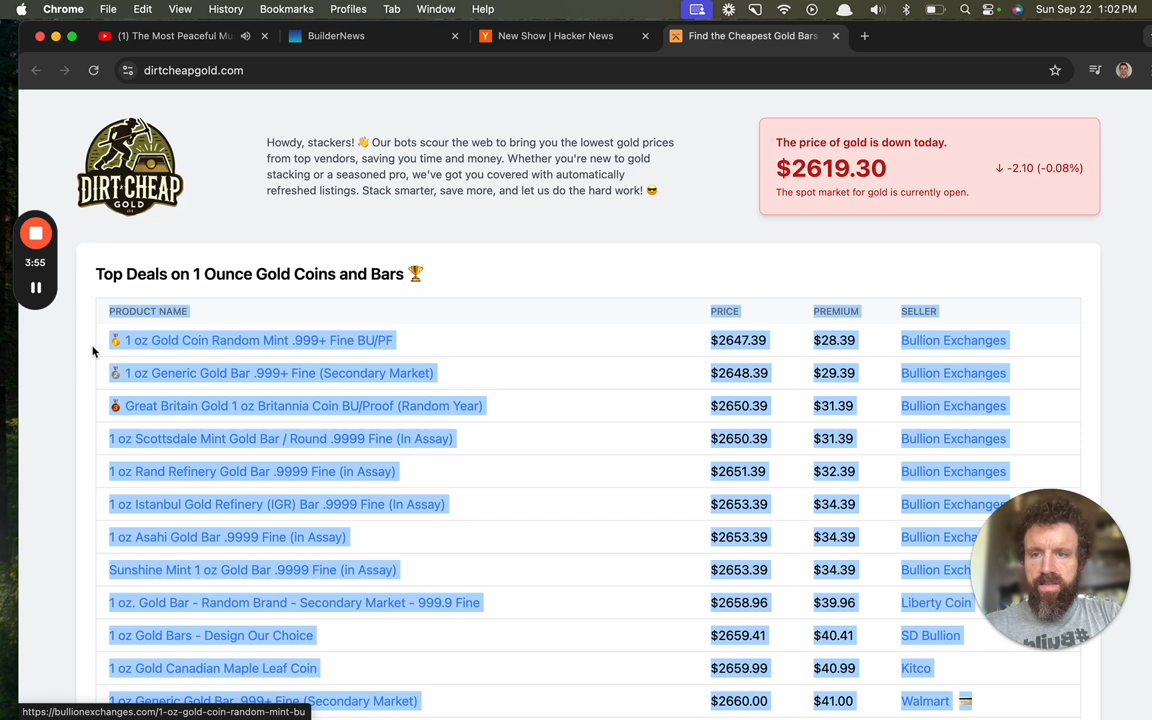 Chrome File Edit View History Bookmarks Profiles Tab Window Help Sun Sep 22 1:02 PM
(1) The Most Peaceful Mu
BuilderNews
New Show | Hacker News
Find the Cheapest Gold Bars
dirtcheapgold.com
DIRT CHEAP
GOLD
Howdy, stackers! 👋 Our bots scour the web to bring you the lowest gold prices
from top vendors, saving you time and money. Whether you're new to gold
stacking or a seasoned pro, we've got you covered with automatically
refreshed listings. Stack smarter, save more, and let us do the hard work! 😎
The price of gold is down today.
$2619.30 ↓ -2.10 (-0.08%)
The spot market for gold is currently open.
3:55
Top Deals on 1 Ounce Gold Coins and Bars 🏆
PRODUCT NAME PRICE PREMIUM SELLER
🥇 1 oz Gold Coin Random Mint .999+ Fine BU/PF $2647.39 $28.39 Bullion Exchanges
🥈 1 oz Generic Gold Bar .999+ Fine (Secondary Market) $2648.39 $29.39 Bullion Exchanges
🥉 Great Britain Gold 1 oz Britannia Coin BU/Proof (Random Year) $2650.39 $31.39 Bullion Exchanges
1 oz Scottsdale Mint Gold Bar / Round .9999 Fine (In Assay) $2650.39 $31.39 Bullion Exchanges
1 oz Rand Refinery Gold Bar .9999 Fine (in Assay) $2651.39 $32.39 Bullion Exchanges
1 oz Istanbul Gold Refinery (IGR) Bar .9999 Fine (In Assay) $2653.39 $34.39 Bullion Exchanges
1 oz Asahi Gold Bar .9999 Fine (in Assay) $2653.39 $34.39 Bullion Excha
Sunshine Mint 1 oz Gold Bar .9999 Fine (in Assay) $2653.39 $34.39 Bullion Exch
1 oz. Gold Bar - Random Brand - Secondary Market - 999.9 Fine $2658.96 $39.96 Liberty Coin
1 oz Gold Bars - Design Our Choice $2659.41 $40.41 SD Bullion
1 oz Gold Canadian Maple Leaf Coin $2659.99 $40.99 Kitco
1 oz Generic Gold Bar .999+ Fine (Secondary Market) $2660.00 $41.00 Walmart
https://bullionexchanges.com/1-oz-gold-coin-random-mint-bu